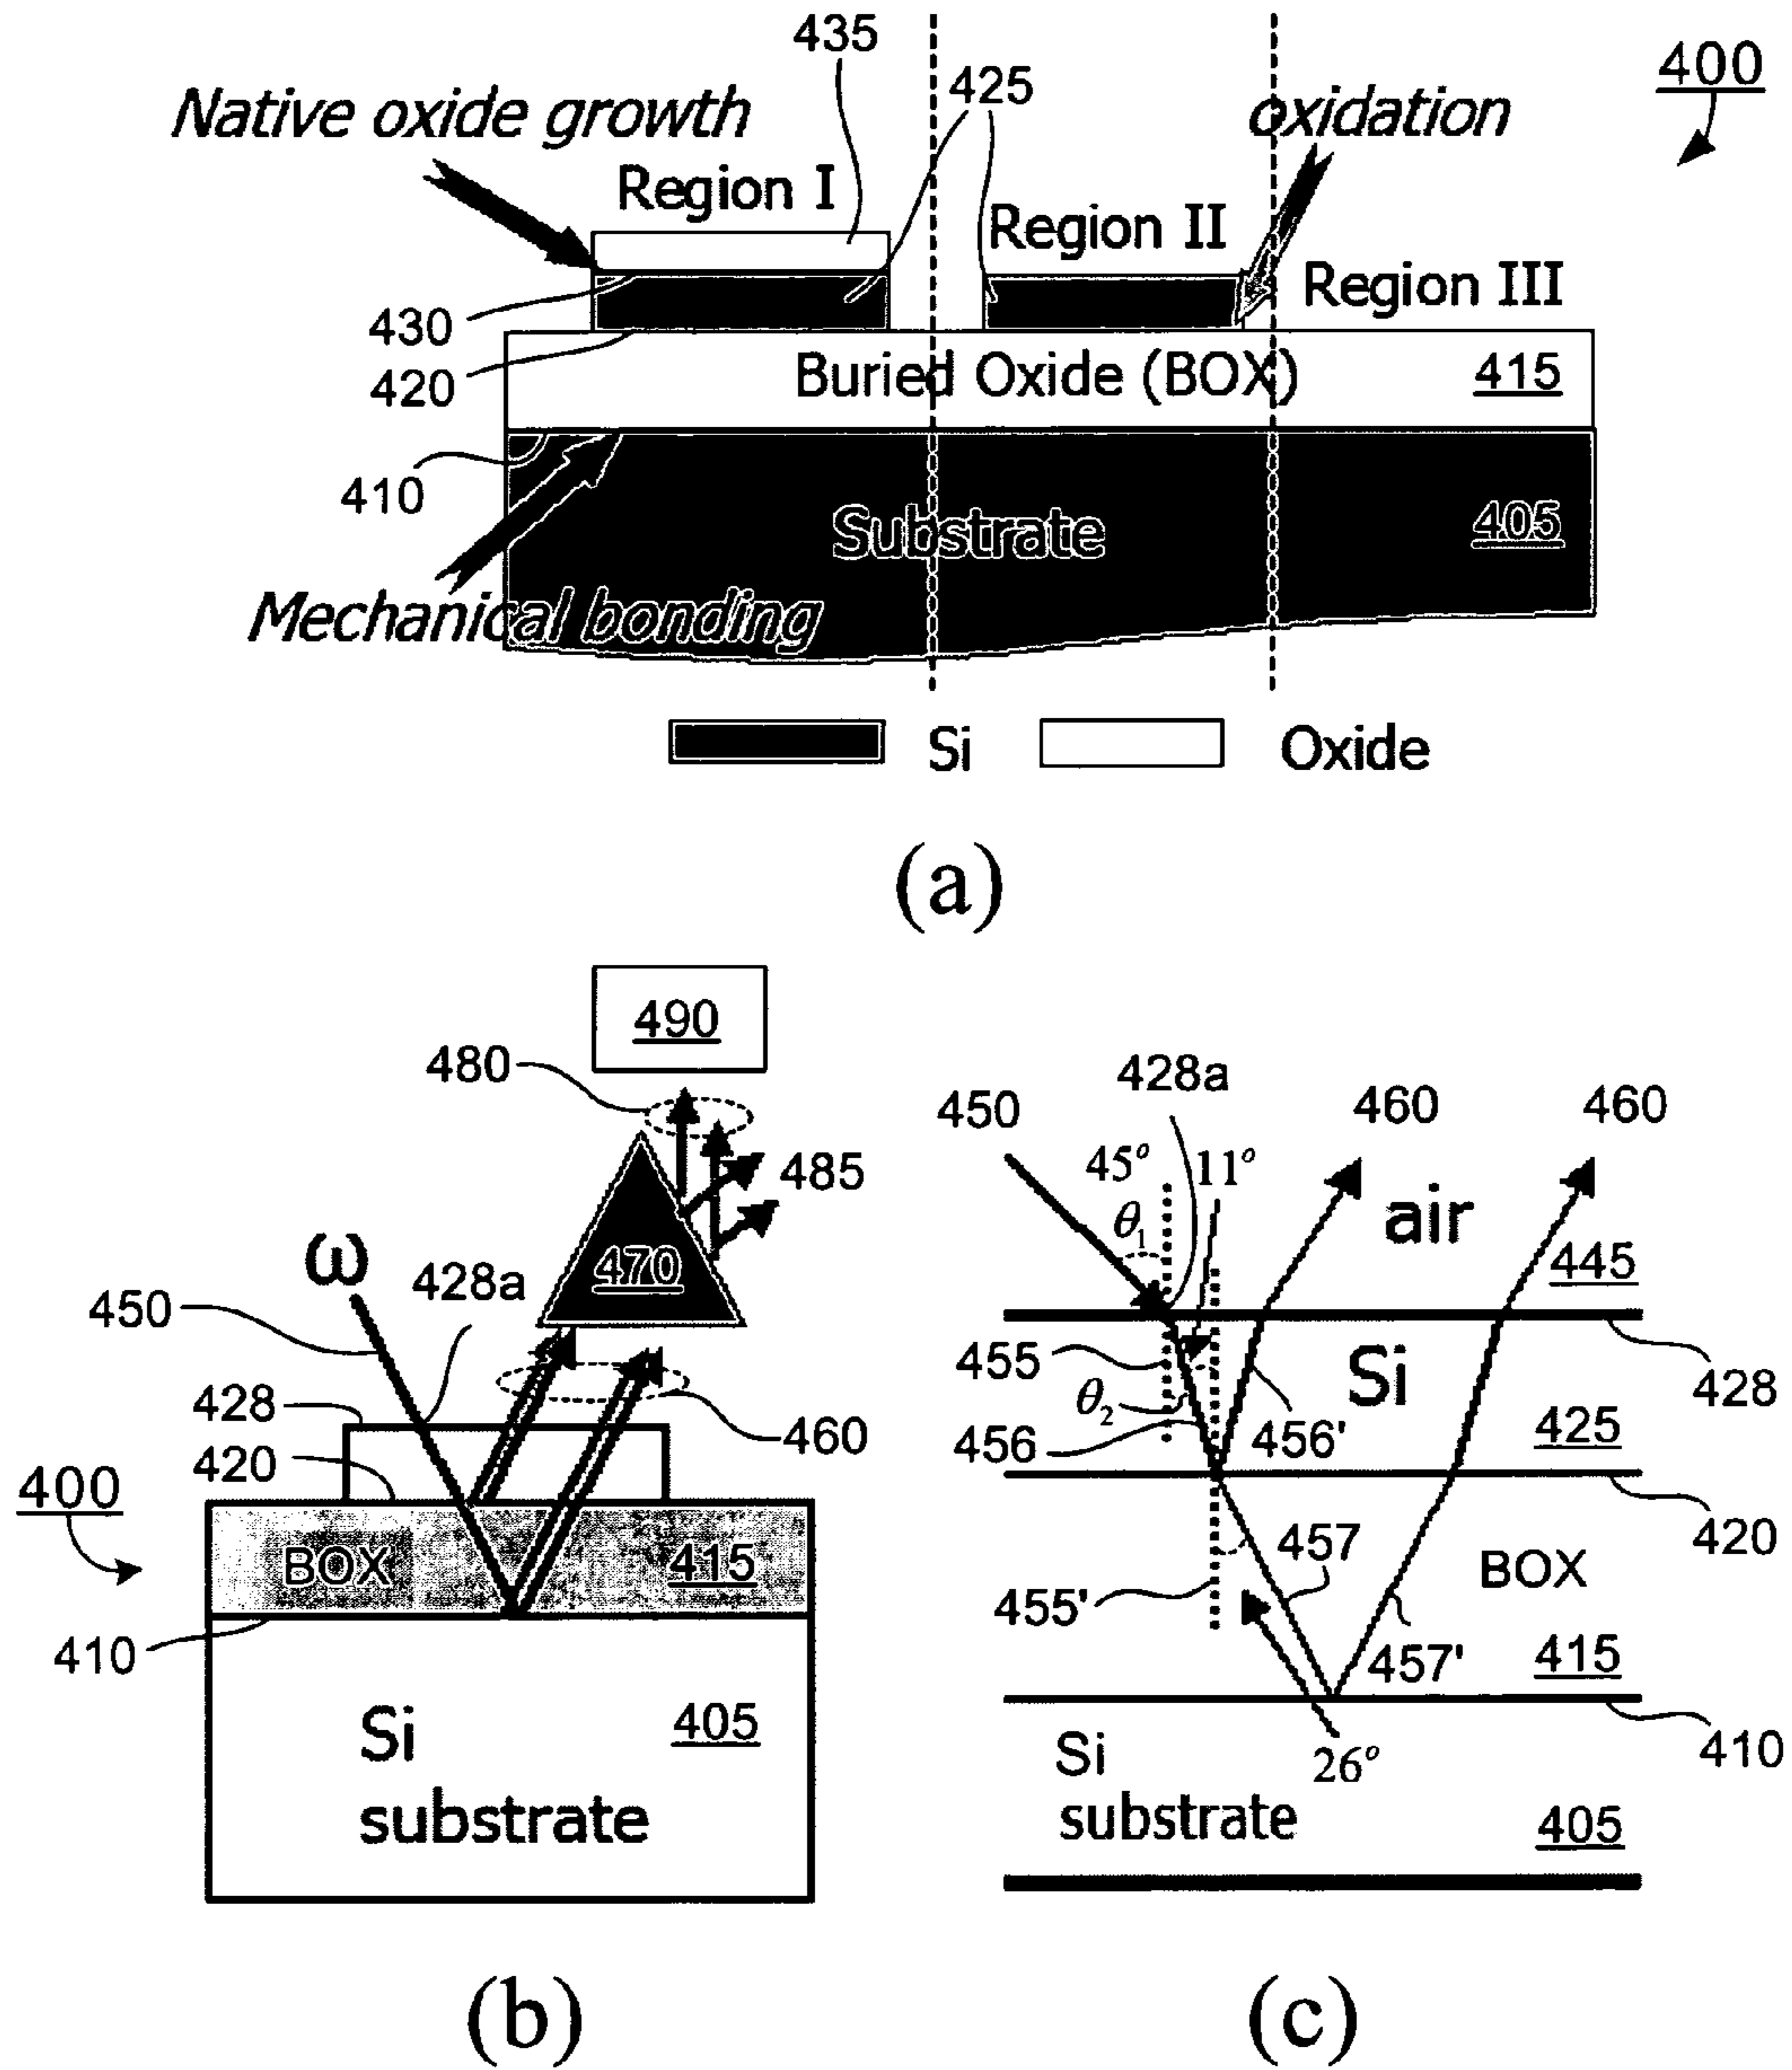 435
425
400
Native oxide growth
oxidation
Region I
Region II
Region III
430
420
Buried Oxide (BOX)
415
410
Substrate
405
Mechanical bonding
Si
Oxide
(a)
490
480
485
470
ω
450
428a
428
420
460
400
BOX
415
410
Si
substrate
405
(b)
428a
450
460
460
45°
11°
θ1
air
445
455
Si
428
θ2
456
456'
425
420
457
BOX
455'
457'
415
410
Si
substrate
26°
405
(c)